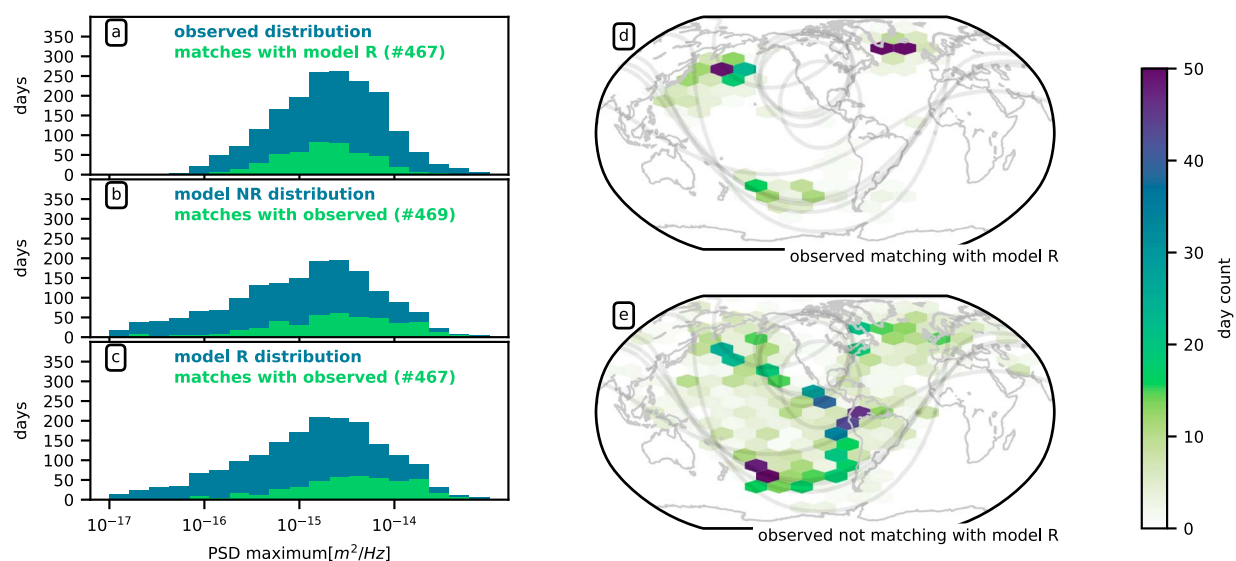 a
observed distribution
matches with model R (#467)
350
300
250
200
150
100
50
0
days
b
model NR distribution
matches with observed (#469)
350
300
250
200
150
100
50
0
days
c
model R distribution
matches with observed (#467)
350
300
250
200
150
100
50
0
days
10⁻¹⁷ 10⁻¹⁶ 10⁻¹⁵ 10⁻¹⁴
PSD maximum[m²/Hz]
d
observed matching with model R
e
observed not matching with model R
50
40
30
20
10
0
day count